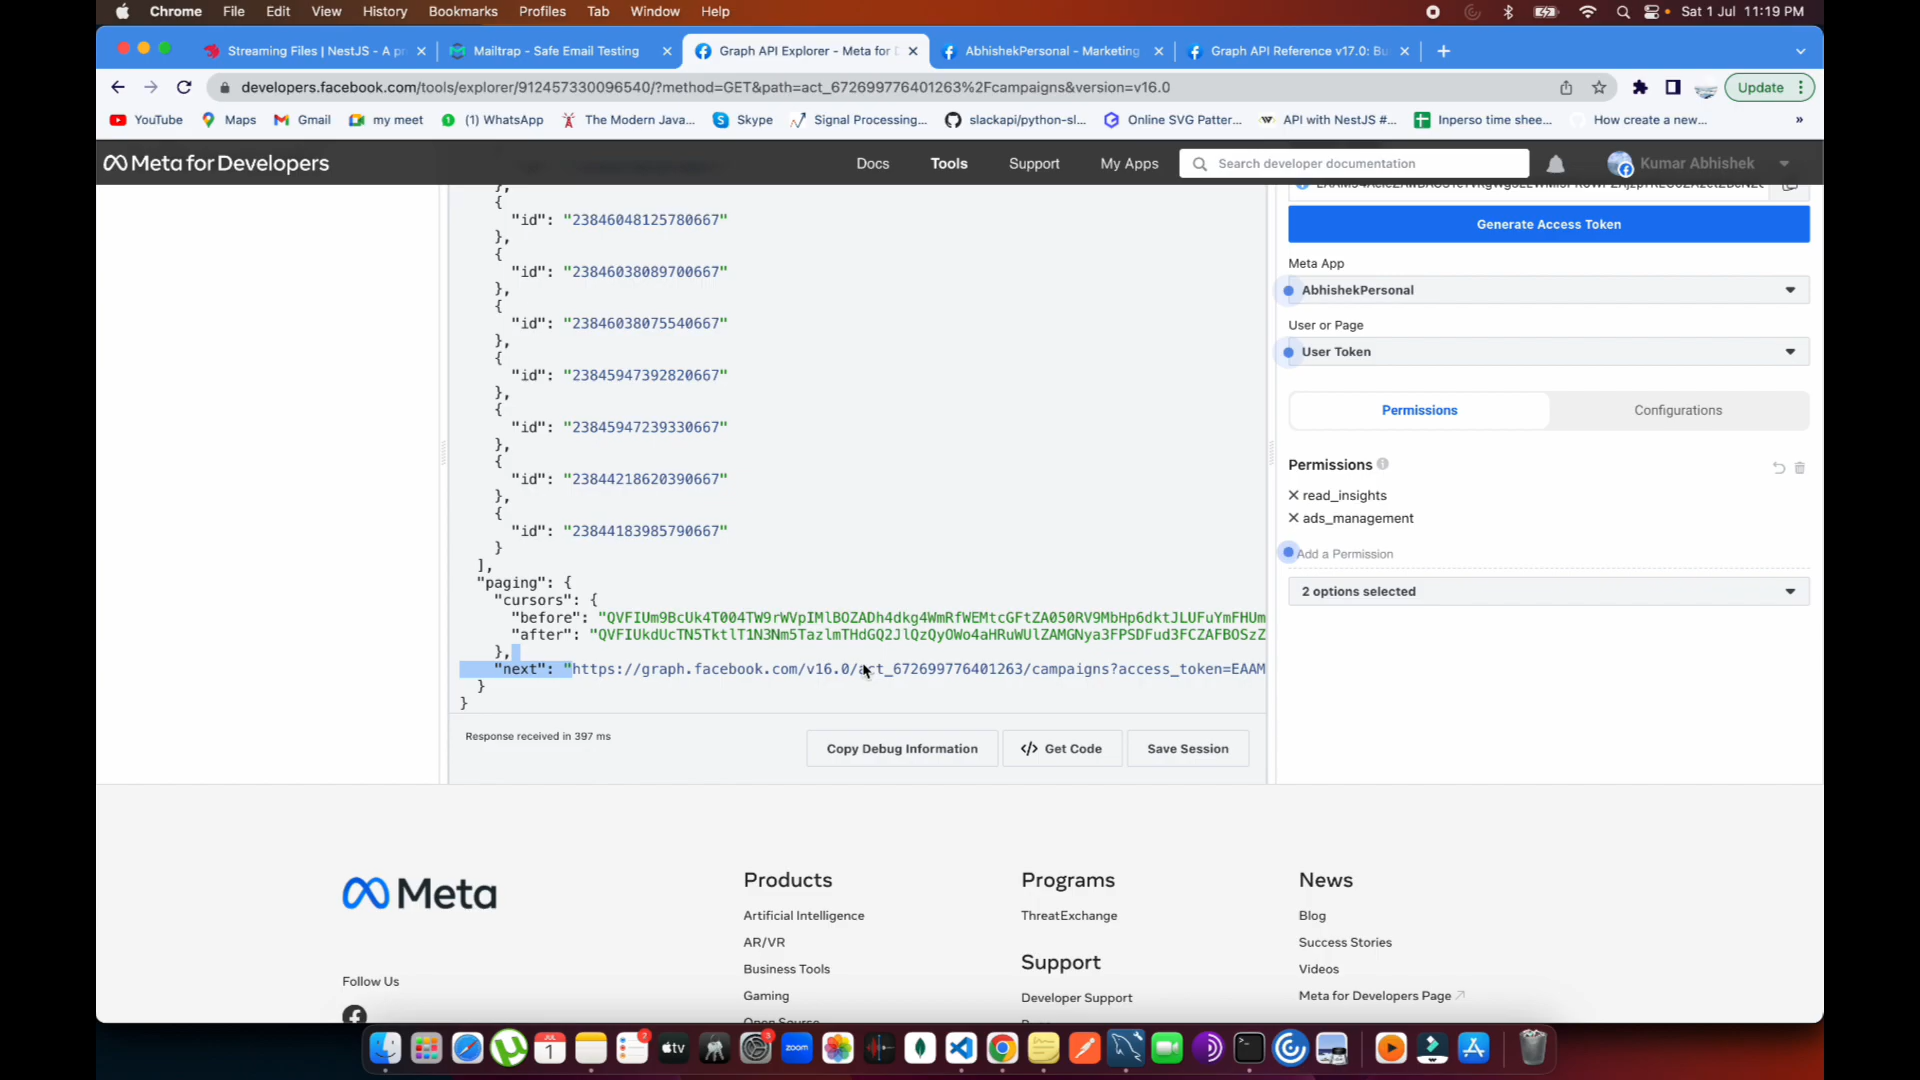 Chrome File Edit View History Bookmarks Profiles Tab Window Help Sat 1 Jul 11:19 PM
Streaming Files | NestJS - A pr Mailtrap - Safe Email Testing Graph API Explorer - Meta for D AbhishekPersonal - Marketing Graph API Reference v17.0: Bu
developers.facebook.com/tools/explorer/912457330096540/?method=GET&path=act_672699776401263%2Fcampaigns&version=v16.0 Update
YouTube Maps Gmail my meet (1) WhatsApp The Modern Java... Skype Signal Processing... slackapi/python-sl... Online SVG Patter... API with NestJS #... Inperso time shee... How create a new... »
Meta for Developers Docs Tools Support My Apps Search developer documentation Kumar Abhishek
},
{
"id": "23846048125780667"
},
{
"id": "23846038089700667"
},
{
"id": "23846038075540667"
},
{
"id": "23845947392820667"
},
{
"id": "23845947239330667"
},
{
"id": "23844218620390667"
},
{
"id": "23844183985790667"
}
],
"paging": {
"cursors": {
"before":
"after":
},
"next": "https://graph.facebook.com/v16.0/act_672699776401263/campaigns?access_token=EAAM
}
}
Response received in 397 ms
Copy Debug Information </> Get Code Save Session
Generate Access Token
Meta App
AbhishekPersonal
User or Page
User Token
Permissions Configurations
Permissions
read_insights
ads_management
Add a Permission
2 options selected
Meta
Follow Us
Products
Artificial Intelligence
AR/VR
Business Tools
Gaming
Programs
ThreatExchange
Support
Developer Support
News
Blog
Success Stories
Videos
Meta for Developers Page
JUL
1
7
tv
3
zoom